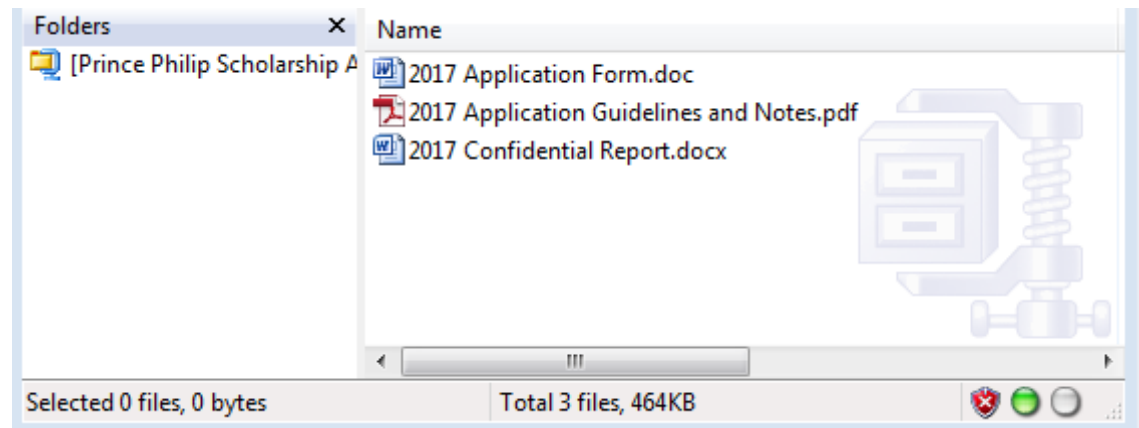 Folders
Name
[Prince Philip Scholarship A
2017 Application Form.doc
2017 Application Guidelines and Notes.pdf
2017 Confidential Report.docx
Selected 0 files, 0 bytes
Total 3 files, 464KB